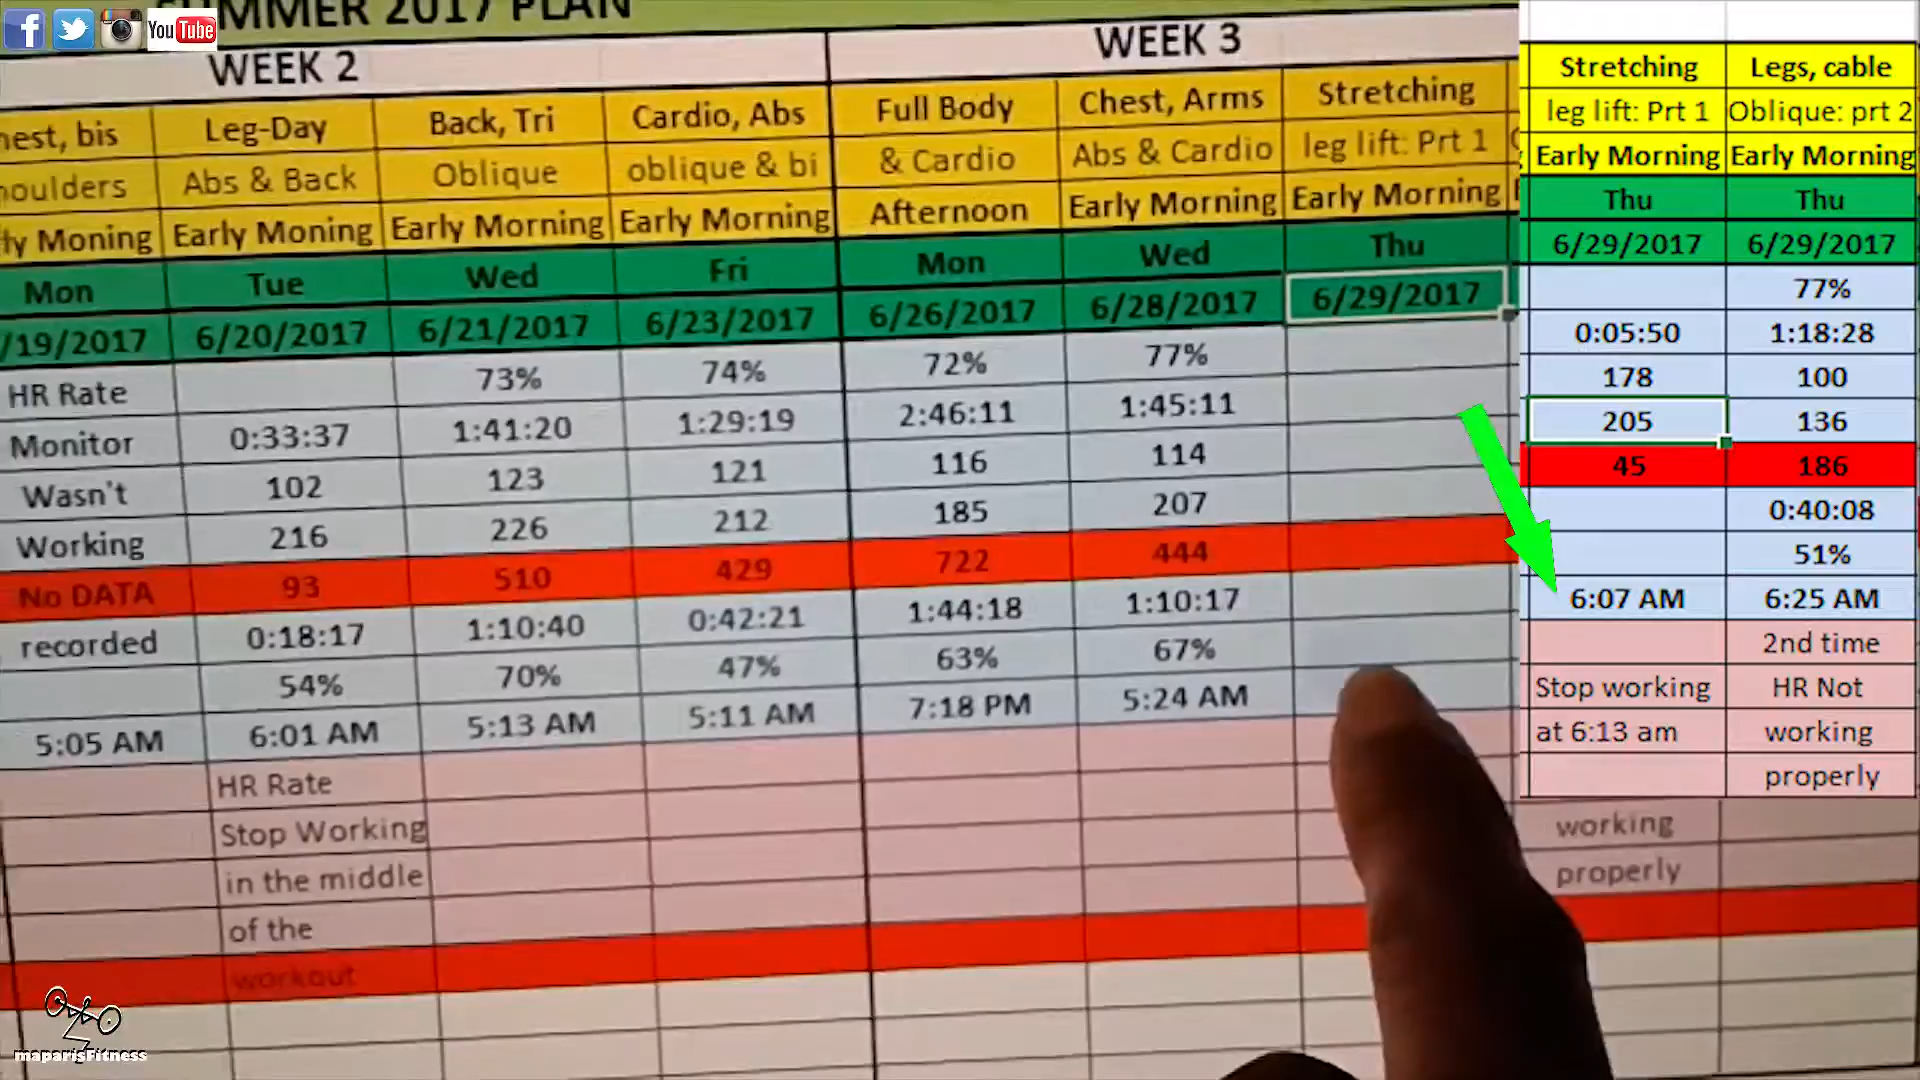 SUMMER 2017 PLAN
f
You Tube
WEEK 2 WEEK 3
hest, bis Leg-Day Back, Tri Cardio, Abs Full Body Chest, Arms Stretching
houlders Abs & Back Oblique oblique & bi & Cardio Abs & Cardio leg lift: Prt 1
ly Moning Early Moning Early Morning Early Morning Afternoon Early Morning Early Morning
Mon Tue Wed Fri Mon Wed Thu
/19/2017 6/20/2017 6/21/2017 6/23/2017 6/26/2017 6/28/2017 6/29/2017
HR Rate 73% 74% 72% 77%
Monitor 0:33:37 1:41:20 1:29:19 2:46:11 1:45:11
Wasn't 102 123 121 116 114
Working 216 226 212 185 207
No DATA 93 510 429 722 444
recorded 0:18:17 1:10:40 0:42:21 1:44:18 1:10:17
54% 70% 47% 63% 67%
5:05 AM 6:01 AM 5:13 AM 5:11 AM 7:18 PM 5:24 AM
HR Rate
Stop Working
in the middle
of the
workout
Stretching Legs, cable
leg lift: Prt 1 Oblique: prt 2
Early Morning Early Morning
Thu Thu
6/29/2017 6/29/2017
77%
0:05:50 1:18:28
178 100
205 136
45 186
0:40:08
51%
6:07 AM 6:25 AM
2nd time
Stop working HR Not
at 6:13 am working
properly
working
properly
maparisFitness